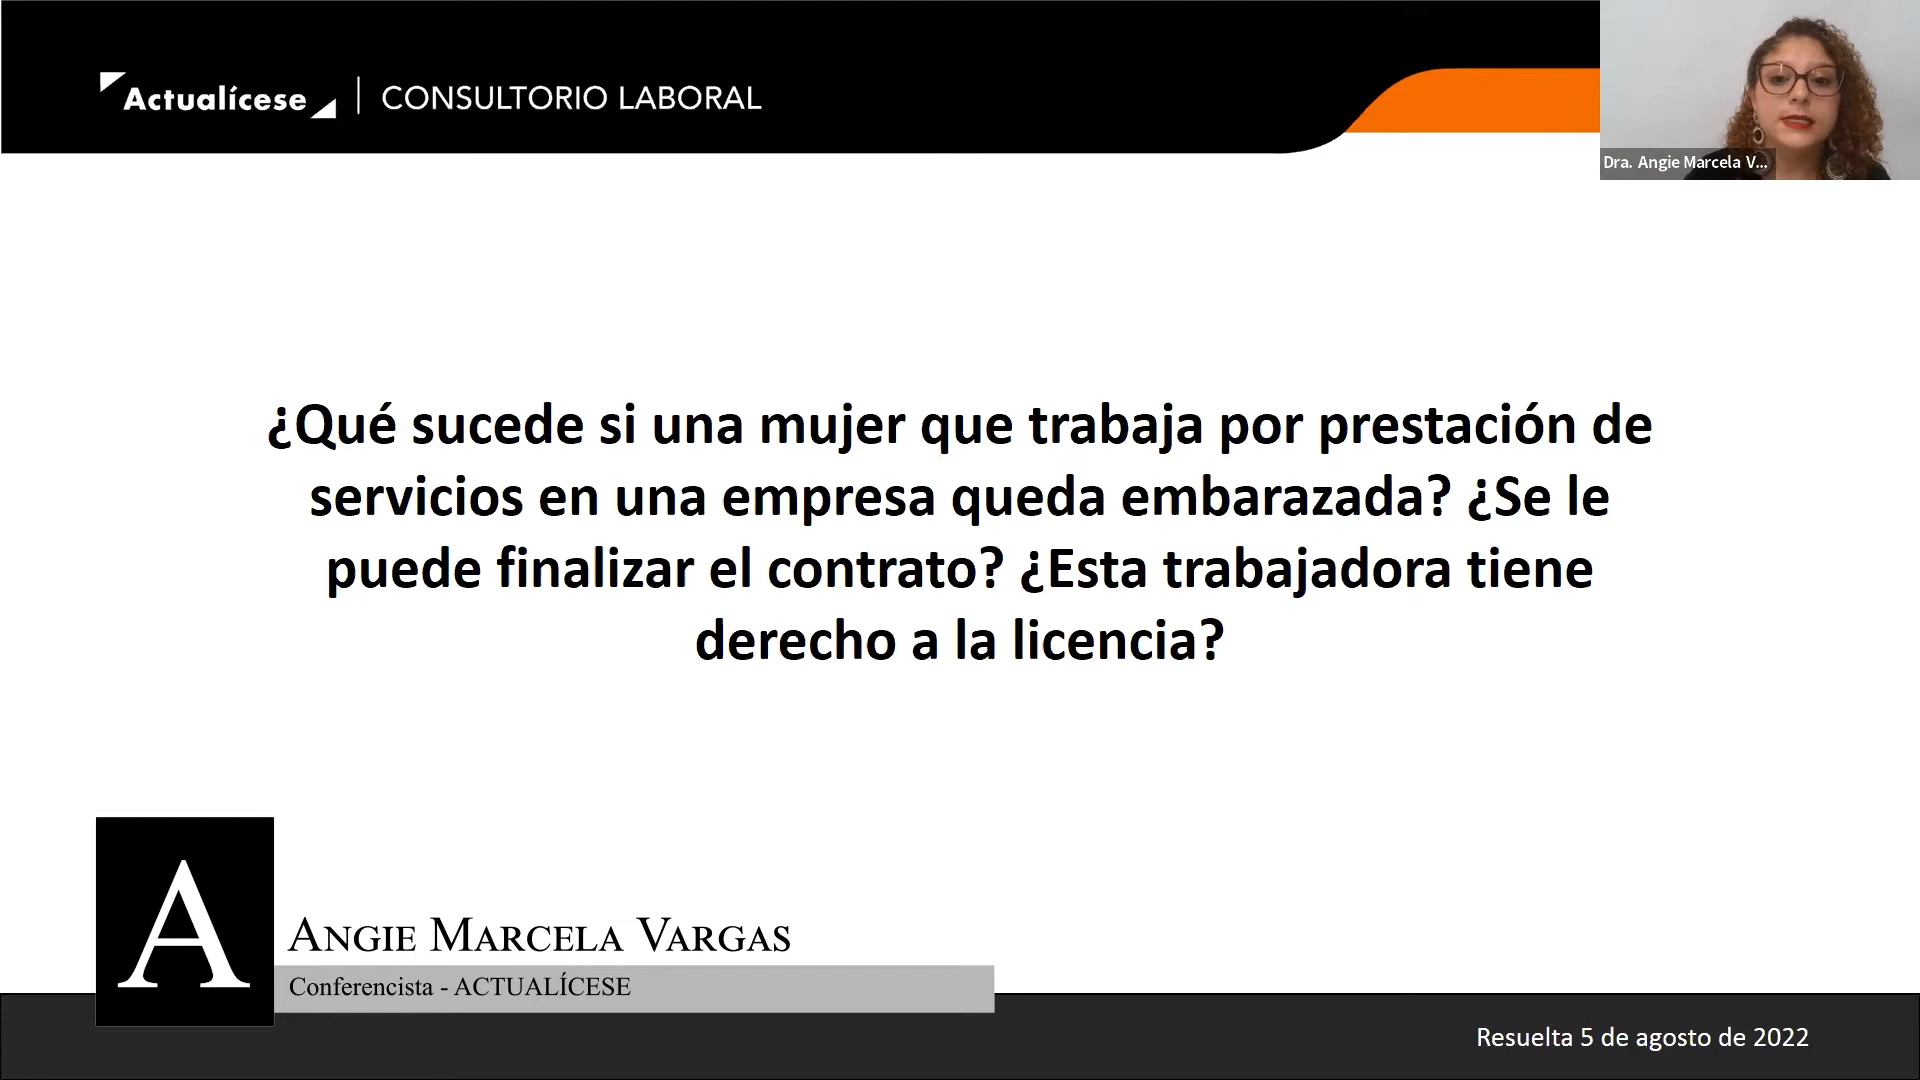 Actualícese | CONSULTORIO LABORAL
Dra. Angie Marcela V...
¿Qué sucede si una mujer que trabaja por prestación de
servicios en una empresa queda embarazada? ¿Se le
puede finalizar el contrato? ¿Esta trabajadora tiene
derecho a la licencia?
A
ANGIE MARCELA VARGAS
Conferencista - ACTUALÍCESE
Resuelta 5 de agosto de 2022